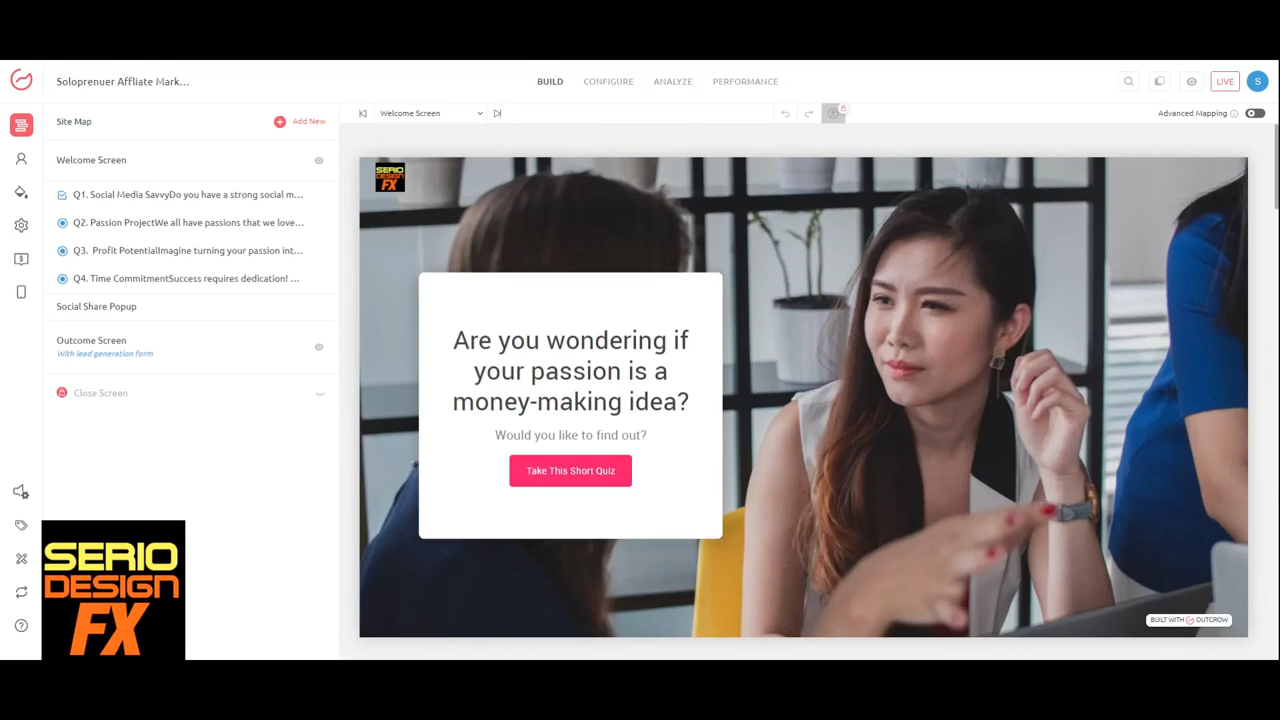 Soloprenuer Affliate Mark...
BUILD
CONFIGURE
ANALYZE
PERFORMANCE
LIVE
S
Site Map
Add New
Welcome Screen
Advanced Mapping
Welcome Screen
Q1. Social Media SavvyDo you have a strong social m...
Q2. Passion ProjectWe all have passions that we love...
Q3. Profit PotentialImagine turning your passion int...
Q4. Time CommitmentSuccess requires dedication! ...
Social Share Popup
Outcome Screen
With lead generation form
Close Screen
SERIO
DESIGN
FX
Are you wondering if
your passion is a
money-making idea?
Would you like to find out?
Take This Short Quiz
BUILT WITH OUTGROW
SERIO
DESIGN
FX